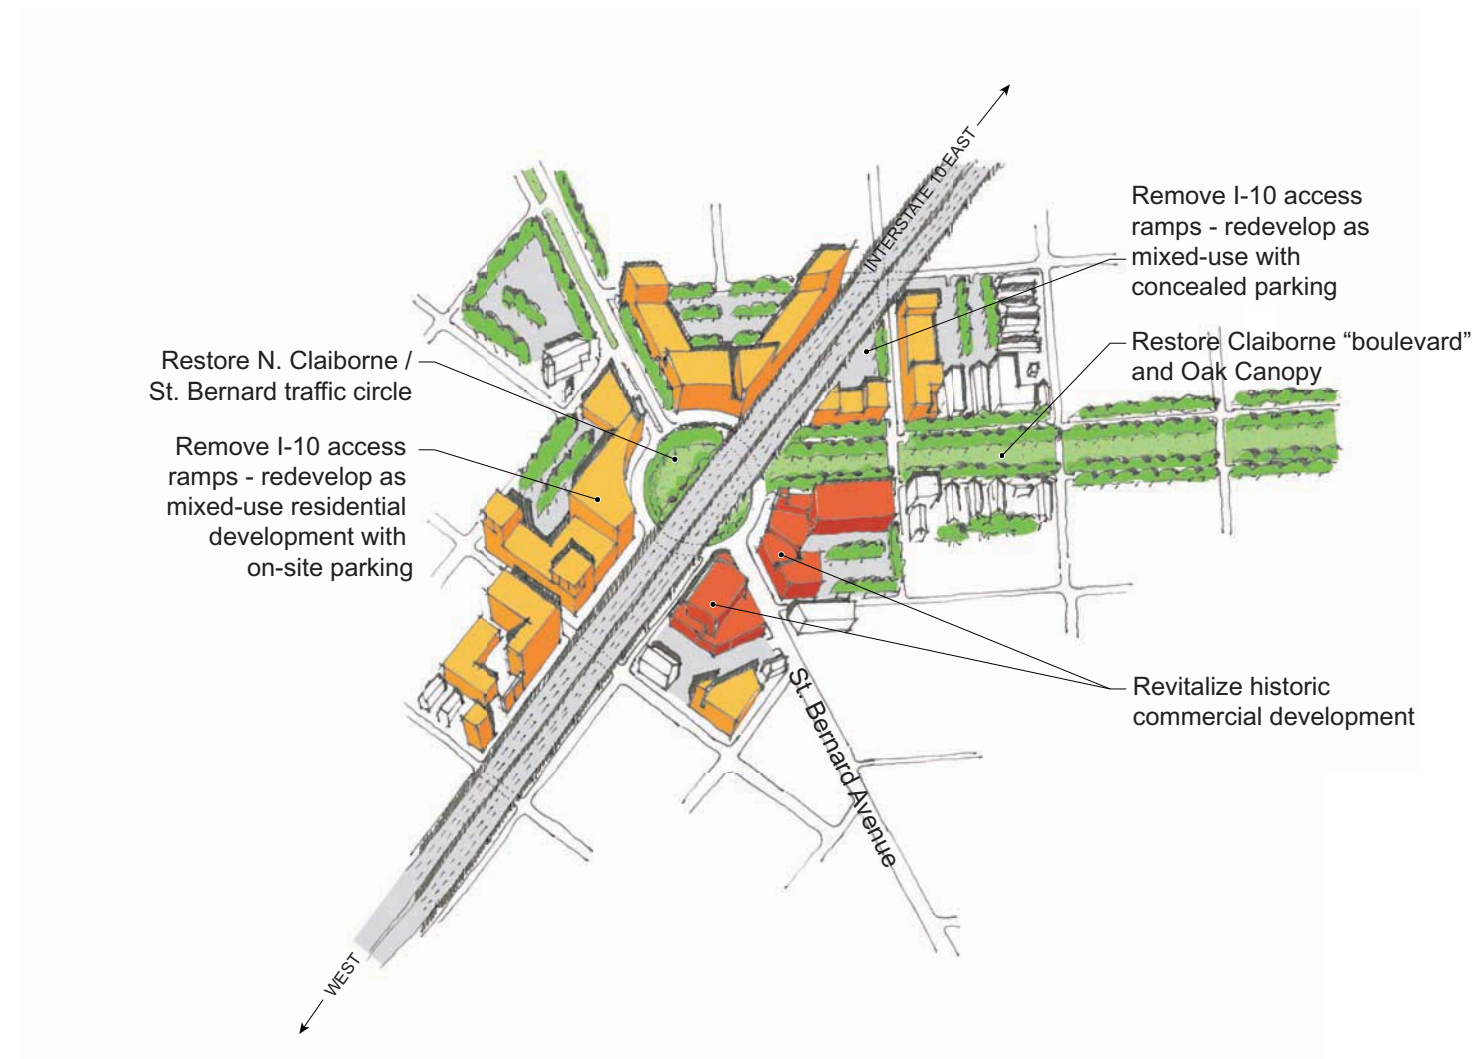 INTERSTATE 10 EAST
Remove I-10 access
ramps - redevelop as
mixed-use with
concealed parking
Restore Claiborne “boulevard”
and Oak Canopy
Restore N. Claiborne /
St. Bernard traffic circle
Remove I-10 access
ramps - redevelop as
mixed-use residential
development with
on-site parking
Revitalize historic
commercial development
St. Bernard Avenue
WEST